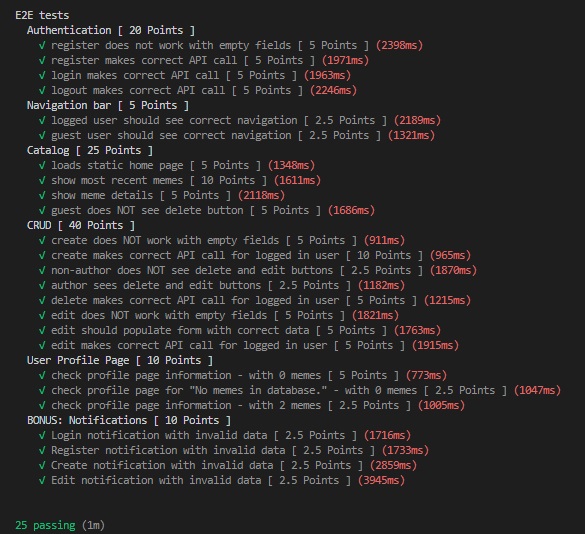 E2E tests
Authentication [ 20 Points ]
√ register does not work with empty fields [ 5 Points ] (2398ms)
√ register makes correct API call [ 5 Points ] (1971ms)
√ login makes correct API call [ 5 Points ] (1963ms)
√ logout makes correct API call [ 5 Points ] (2246ms)
Navigation bar [ 5 Points ]
√ logged user should see correct navigation [ 2.5 Points ] (2189ms)
√ guest user should see correct navigation [ 2.5 Points ] (1321ms)
Catalog [ 25 Points ]
√ loads static home page [ 5 Points ] (1348ms)
√ show most recent memes [ 10 Points ] (1611ms)
√ show meme details [ 5 Points ] (2118ms)
√ guest does NOT see delete button [ 5 Points ] (1686ms)
CRUD [ 40 Points ]
√ create does NOT work with empty fields [ 5 Points ] (911ms)
√ create makes correct API call for logged in user [ 10 Points ] (965ms)
√ non-author does NOT see delete and edit buttons [ 2.5 Points ] (1870ms)
√ author sees delete and edit buttons [ 2.5 Points ] (1182ms)
√ delete makes correct API call for logged in user [ 5 Points ] (1215ms)
√ edit does NOT work with empty fields [ 5 Points ] (1821ms)
√ edit should populate form with correct data [ 5 Points ] (1763ms)
√ edit makes correct API call for logged in user [ 5 Points ] (1915ms)
User Profile Page [ 10 Points ]
√ check profile page information - with 0 memes [ 5 Points ] (773ms)
√ check profile page for "No memes in database." - with 0 memes [ 2.5 Points ] (1047ms)
√ check profile page information - with 2 memes [ 2.5 Points ] (1005ms)
BONUS: Notifications [ 10 Points ]
√ Login notification with invalid data [ 2.5 Points ] (1716ms)
√ Register notification with invalid data [ 2.5 Points ] (1733ms)
√ Create notification with invalid data [ 2.5 Points ] (2859ms)
√ Edit notification with invalid data [ 2.5 Points ] (3945ms)
25 passing (1m)